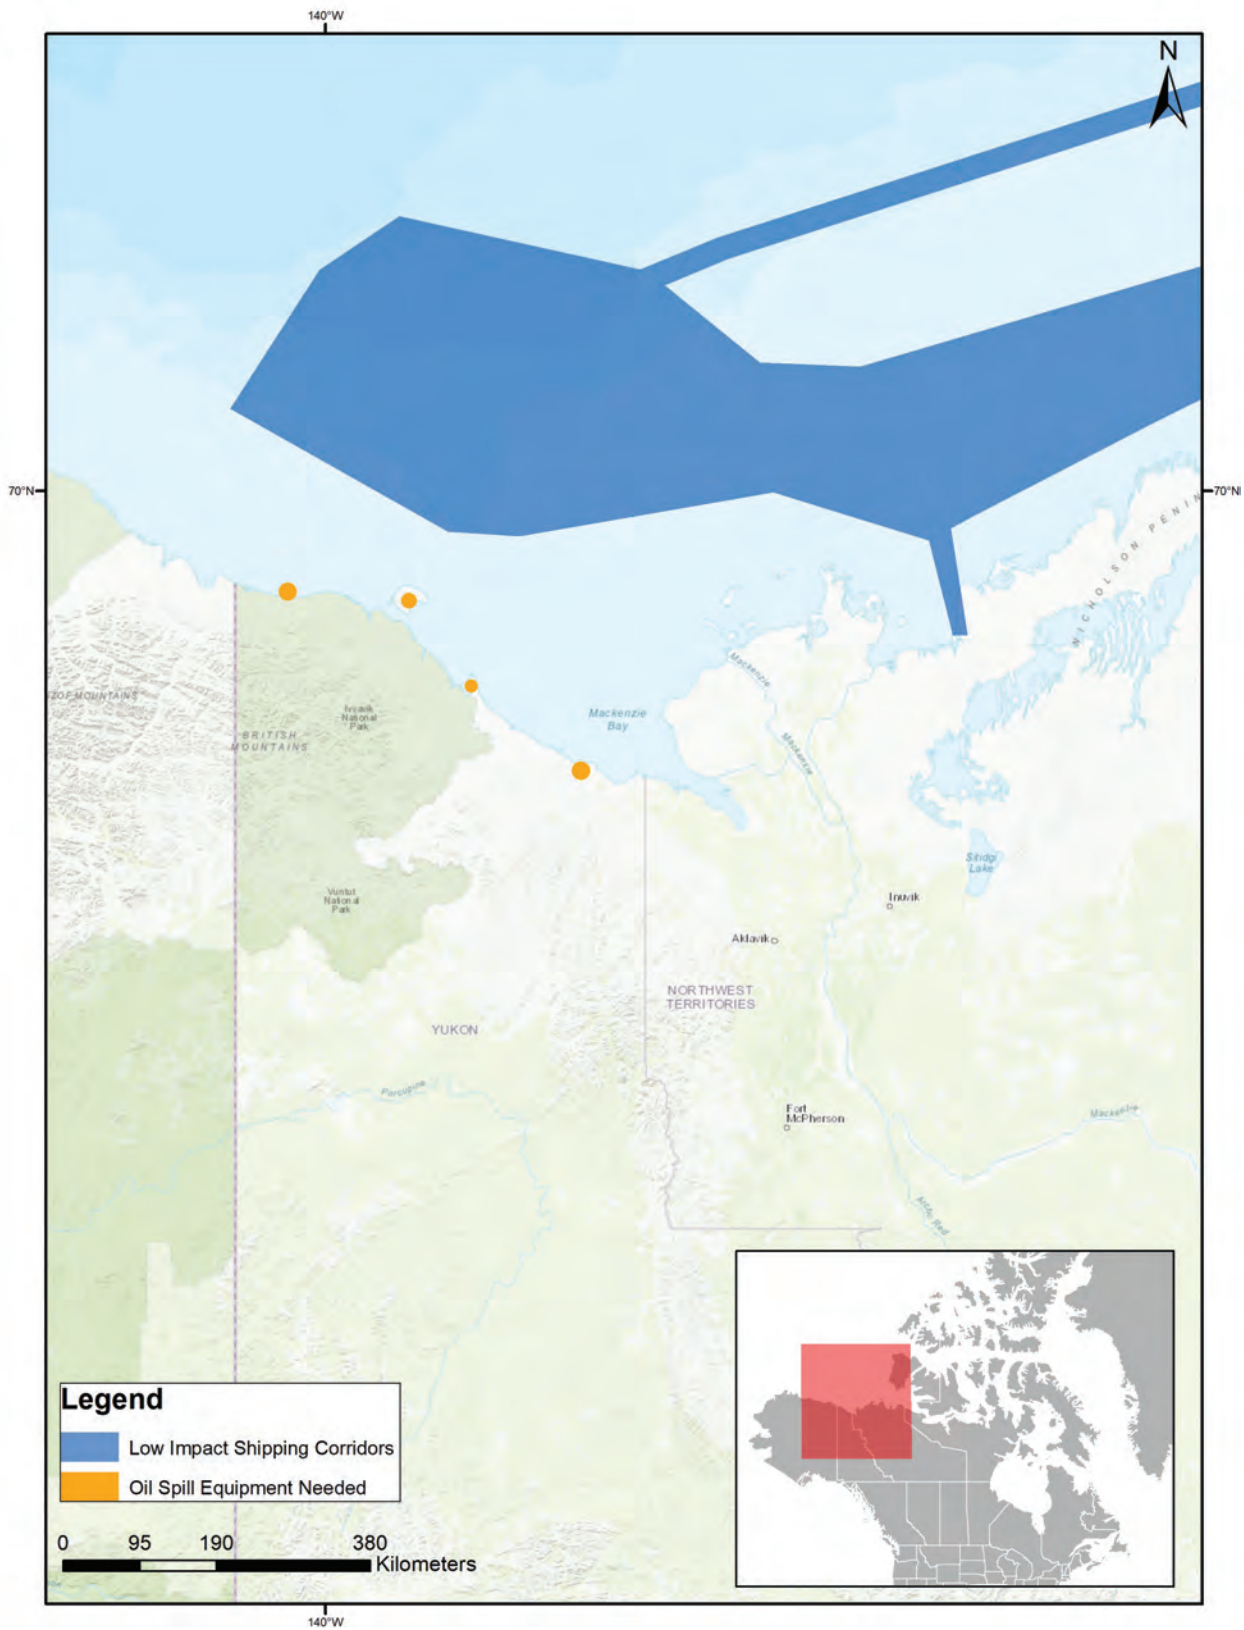 140°W
N
70°N
70°N
NICHOLSON PENIN
Mackenzie
Mackenzie
Bay
Mackenzie
Ivvavik
National
Park
ZOF MOUNTAINS
BRITISH
MOUNTAINS
Sitidgi
Lake
Vuntut
National
Park
Inuvik
Aklavik
NORTHWEST
TERRITORIES
YUKON
Porcupine
Fort
McPherson
Mackenzie
Arctic Red
Legend
Low Impact Shipping Corridors
Oil Spill Equipment Needed
0 95 190 380
Kilometers
140°W